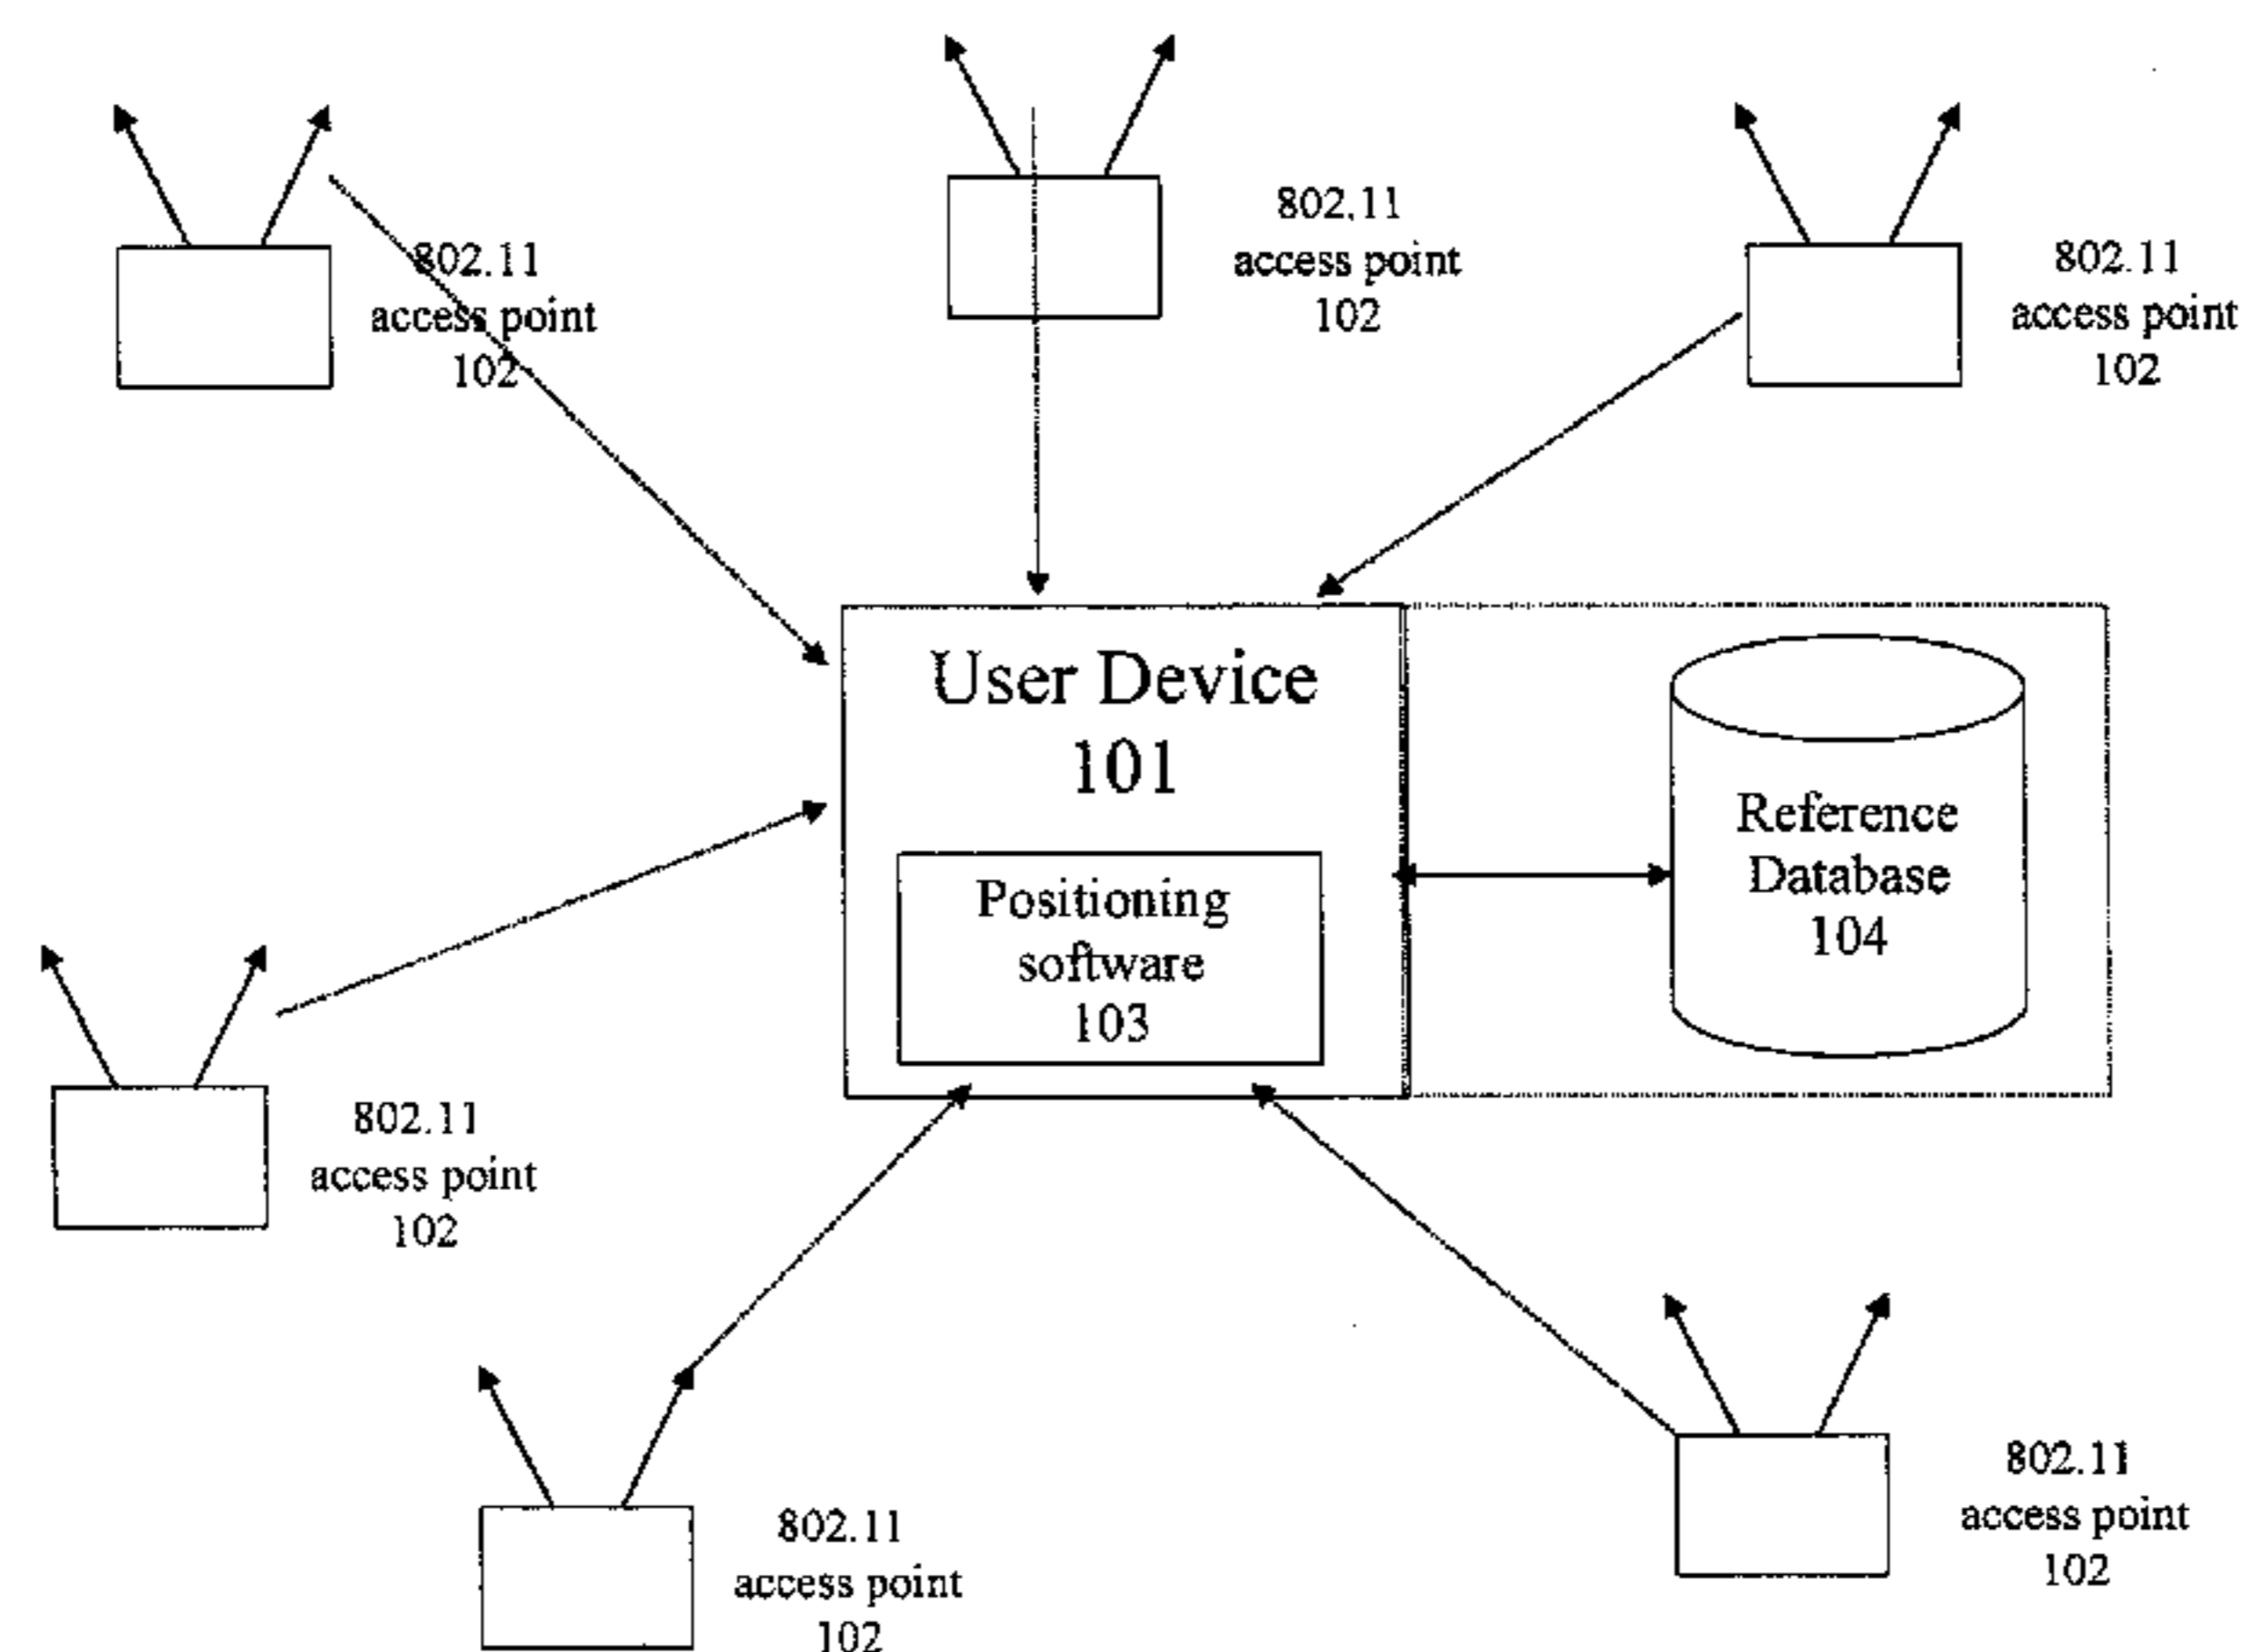 802.11
access point
102
802.11
access point
102
802.11
access point
102
User Device
101
Positioning
software
103
Reference
Database
104
802.11
access point
102
802.11
access point
102
802.11
access point
102